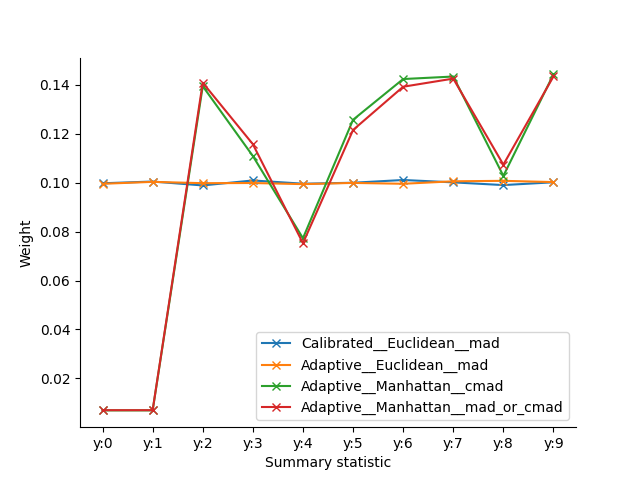 0.14
0.12
0.10
0.08
0.06
0.04
0.02
Weight
Calibrated__Euclidean__mad
Adaptive__Euclidean__mad
Adaptive__Manhattan__cmad
Adaptive__Manhattan__mad_or_cmad
y:0 y:1 y:2 y:3 y:4 y:5 y:6 y:7 y:8 y:9
Summary statistic